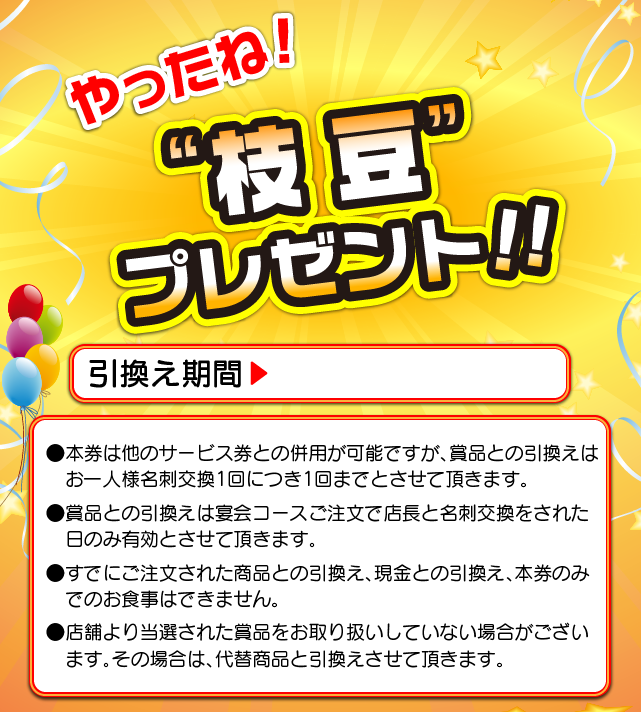 やったね！
“枝豆”
プレゼント!!
引換え期間▶
●本券は他のサービス券との併用が可能ですが、賞品との引換えは
お一人様名刺交換1回につき1回までとさせて頂きます。
●賞品との引換えは宴会コースご注文で店長と名刺交換をされた
日のみ有効とさせて頂きます。
●すでにご注文された商品との引換え、現金との引換え、本券のみ
でのお食事はできません。
●店舗より当選された賞品をお取り扱いしていない場合がござい
ます。その場合は、代替商品と引換えさせて頂きます。